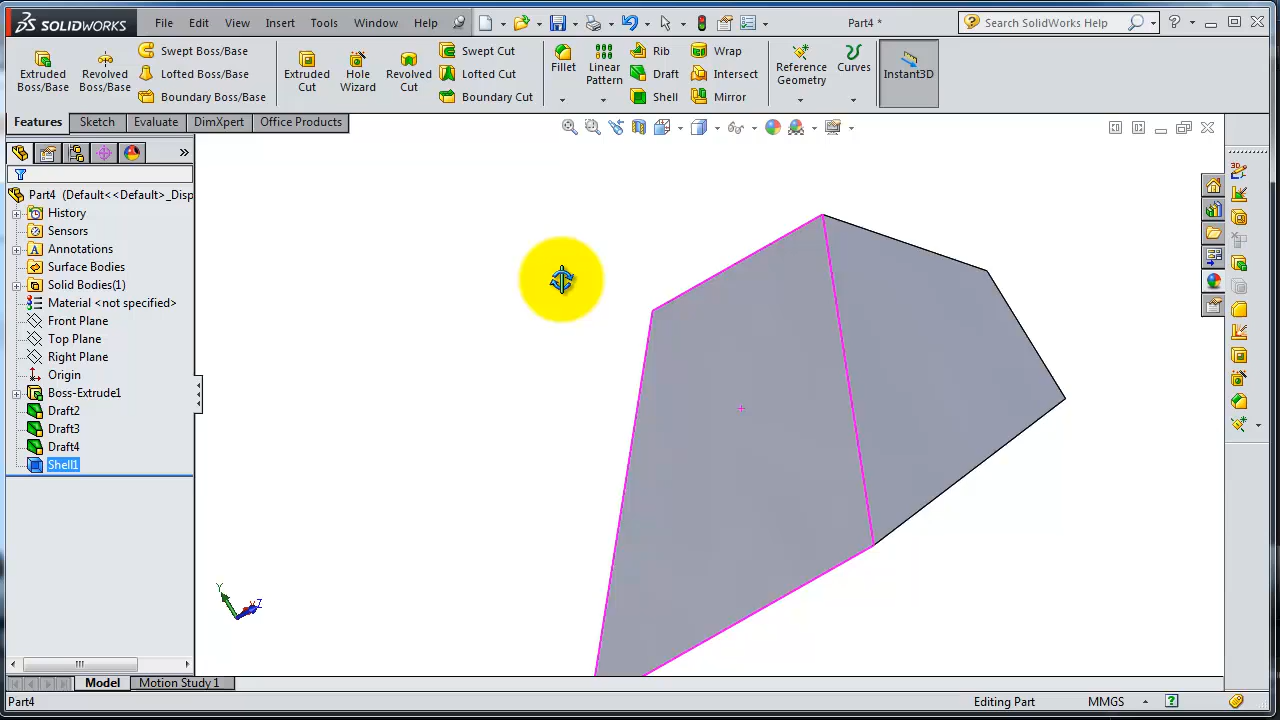 SOLIDWORKS File Edit View Insert Tools Window Help Part4 * Search SolidWorks Help ?
Extruded Boss/Base
Revolved Boss/Base
Swept Boss/Base
Lofted Boss/Base
Boundary Boss/Base
Extruded Cut
Hole Wizard
Revolved Cut
Swept Cut
Lofted Cut
Boundary Cut
Fillet
Linear Pattern
Rib
Draft
Shell
Wrap
Intersect
Mirror
Reference Geometry
Curves
Instant3D
Features Sketch Evaluate DimXpert Office Products
»
Part4 (Default<<Default>_Disp
History
Sensors
A Annotations
Surface Bodies
Solid Bodies(1)
Material <not specified>
Front Plane
Top Plane
Right Plane
Origin
Boss-Extrude1
Draft2
Draft3
Draft4
Shell1
Y
Z
Model Motion Study 1
Part4 Editing Part MMGS ?